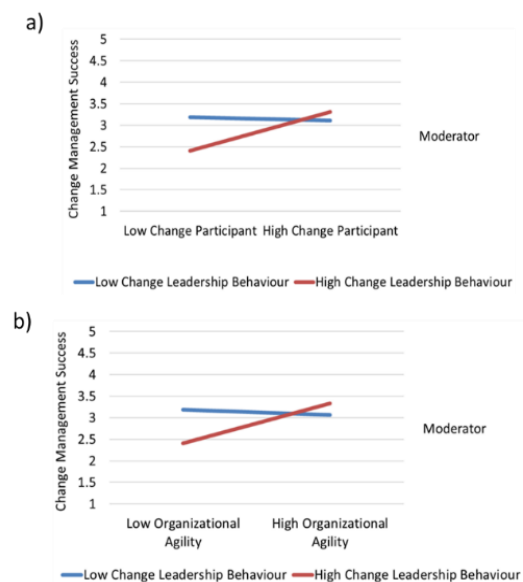 a)
Change Management Success
5
4.5
4
3.5
3
2.5
2
1.5
1
Low Change Participant High Change Participant
Moderator
Low Change Leadership Behaviour High Change Leadership Behaviour
b)
Change Management Success
5
4.5
4
3.5
3
2.5
2
1.5
1
Low Organizational High Organizational
Agility Agility
Moderator
Low Change Leadership Behaviour High Change Leadership Behaviour